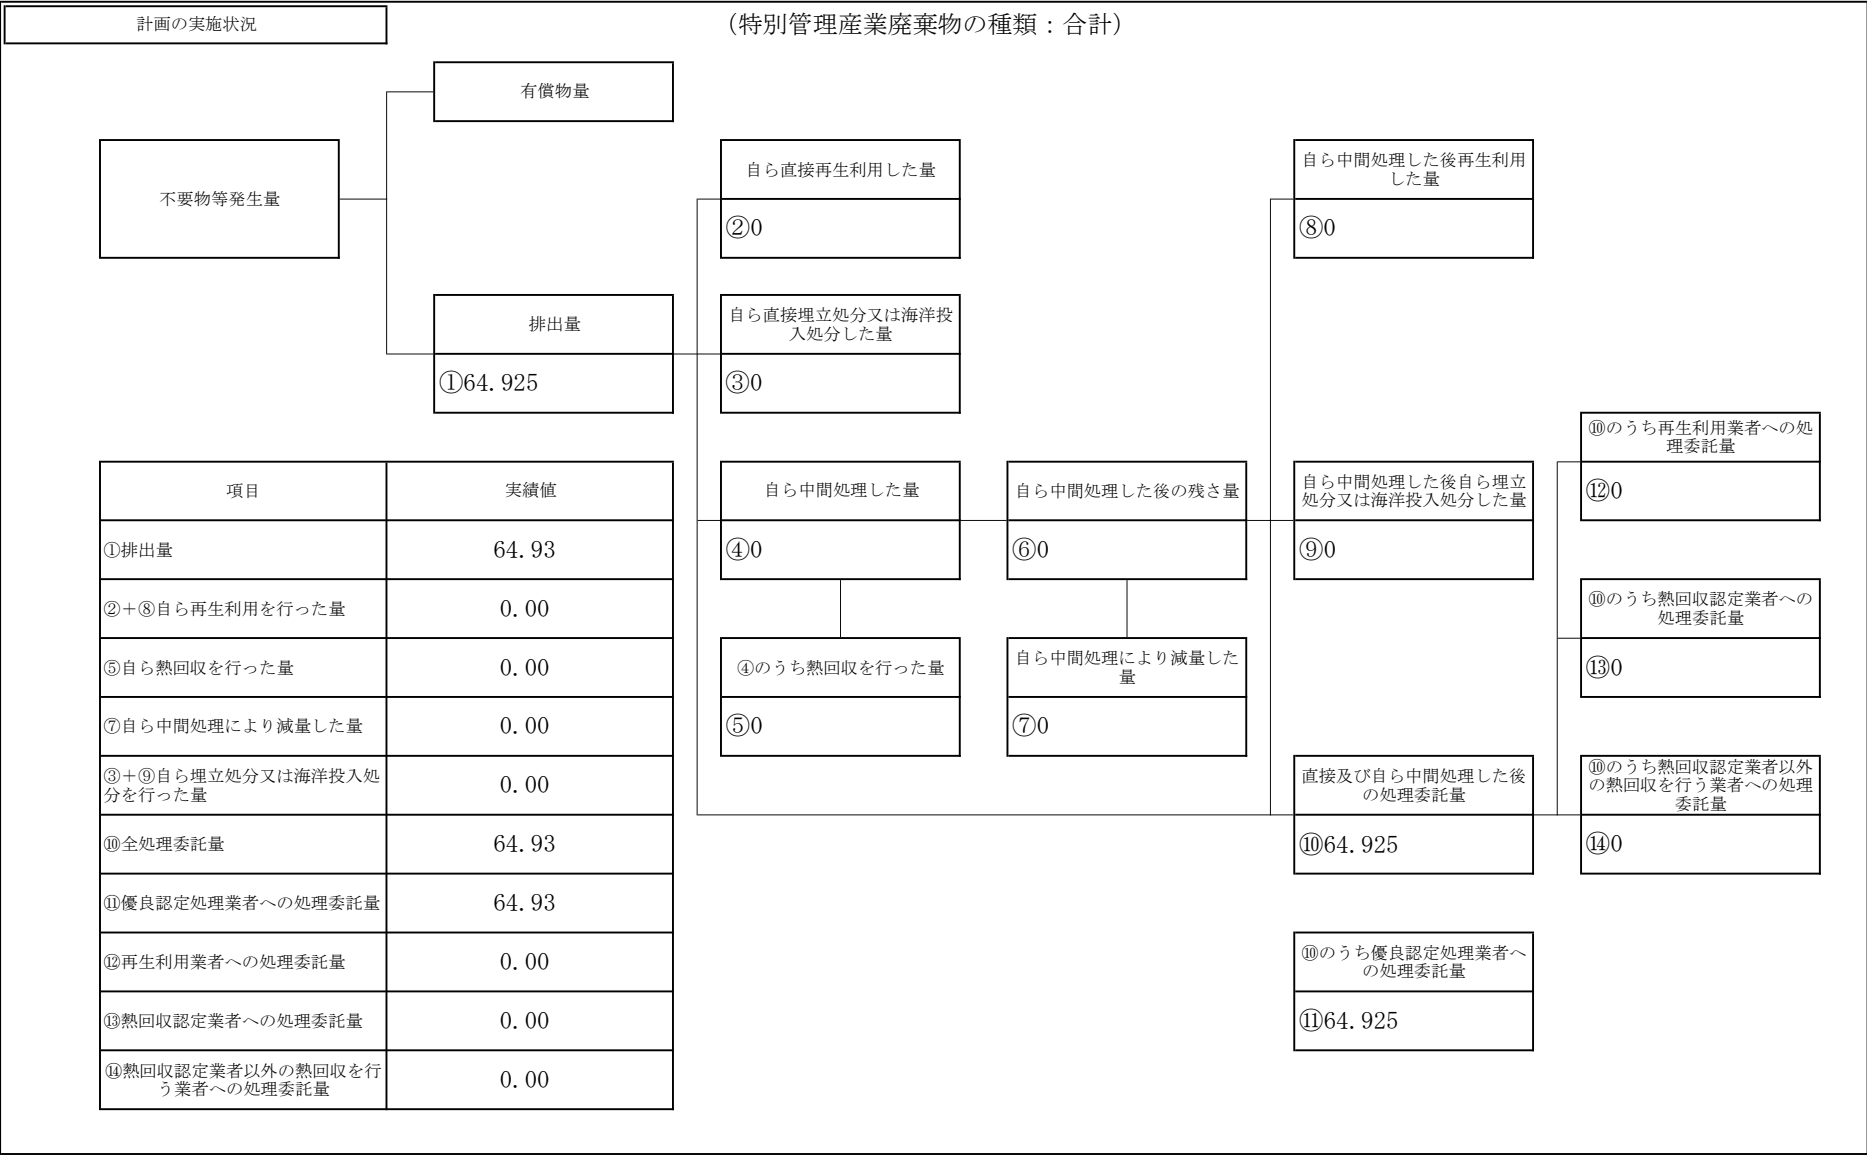 計画の実施状況
（特別管理産業廃棄物の種類：合計）
有償物量
不要物等発生量
排出量
①64.925
自ら直接再生利用した量
②0
自ら直接埋立処分又は海洋投
入処分した量
③0
自ら中間処理した後再生利用
した量
⑧0
⑩のうち再生利用業者への処
理委託量
⑫0
自ら中間処理した量
④0
自ら中間処理した後の残さ量
⑥0
自ら中間処理した後自ら埋立
処分又は海洋投入処分した量
⑨0
⑩のうち熱回収認定業者への
処理委託量
⑬0
④のうち熱回収を行った量
⑤0
自ら中間処理により減量した
量
⑦0
直接及び自ら中間処理した後
の処理委託量
⑩64.925
⑩のうち熱回収認定業者以外
の熱回収を行う業者への処理
委託量
⑭0
⑩のうち優良認定処理業者へ
の処理委託量
⑪64.925
項目 実績値
①排出量 64.93
②＋⑧自ら再生利用を行った量 0.00
⑤自ら熱回収を行った量 0.00
⑦自ら中間処理により減量した量 0.00
③＋⑨自ら埋立処分又は海洋投入処
分を行った量 0.00
⑩全処理委託量 64.93
⑪優良認定処理業者への処理委託量 64.93
⑫再生利用業者への処理委託量 0.00
⑬熱回収認定業者への処理委託量 0.00
⑭熱回収認定業者以外の熱回収を行
う業者への処理委託量 0.00